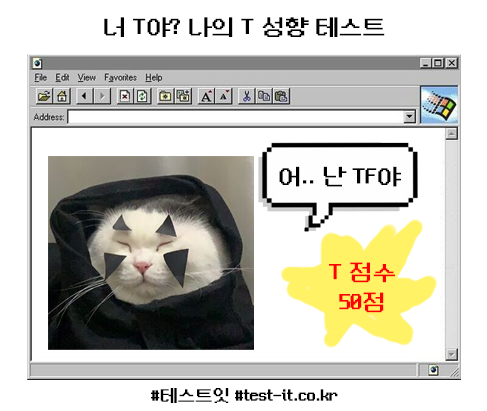 너 T야? 나의 T 성향 테스트
File Edit View Favorites Help
A A
Address:
어.. 난 TF야
T 점수
50점
#테스트잇 #test-it.co.kr